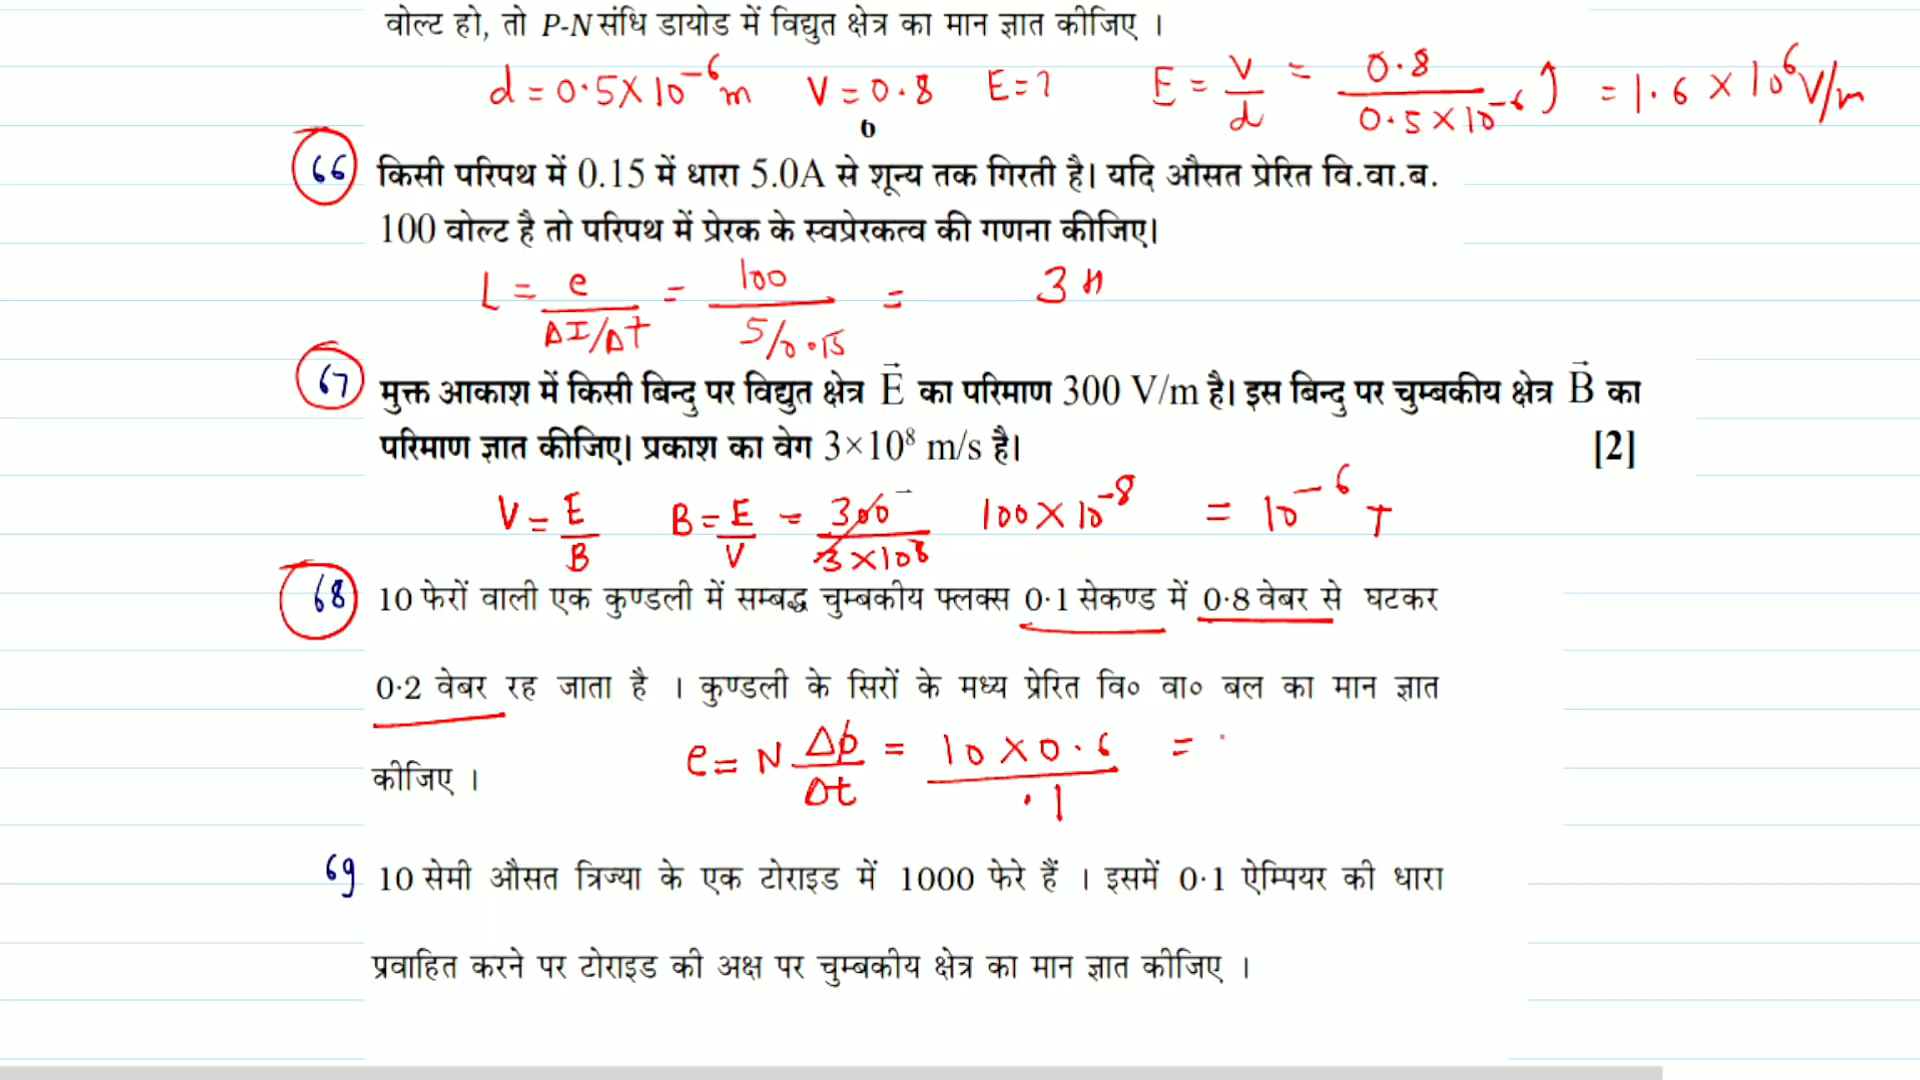 वोल्ट हो, तो P-N संधि डायोड में विद्युत क्षेत्र का मान ज्ञात कीजिए ।
d = 0.5 X 10⁻⁶ m V = 0.8 E = ? E = V/d = 0.8/0.5 X 10⁻⁶ = 1.6 X 10⁶ V/m
6
66 किसी परिपथ में 0.15 में धारा 5.0A से शून्य तक गिरती है। यदि औसत प्रेरित वि.वा.ब.
100 वोल्ट है तो परिपथ में प्रेरक के स्वप्रेरकत्व की गणना कीजिए।
L = e/ΔI/ΔT = 100/5/0.15 = 3 H
67 मुक्त आकाश में किसी बिन्दु पर विद्युत क्षेत्र E⃗ का परिमाण 300 V/m है। इस बिन्दु पर चुम्बकीय क्षेत्र B⃗ का
परिमाण ज्ञात कीजिए। प्रकाश का वेग 3×10⁸ m/s है। [2]
V = E/B B = E/V = 300/3 X 10⁸ 100 X 10⁻⁸ = 10⁻⁶ T
68 10 फेरों वाली एक कुण्डली में सम्बद्ध चुम्बकीय फ्लक्स 0·1 सेकण्ड में 0·8 वेबर से घटकर
0·2 वेबर रह जाता है । कुण्डली के सिरों के मध्य प्रेरित वि० वा० बल का मान ज्ञात
कीजिए ।
e = N Δϕ/Δt = 10 X 0.6/.1 =
69 10 सेमी औसत त्रिज्या के एक टोराइड में 1000 फेरे हैं । इसमें 0·1 ऐम्पियर की धारा
प्रवाहित करने पर टोराइड की अक्ष पर चुम्बकीय क्षेत्र का मान ज्ञात कीजिए ।